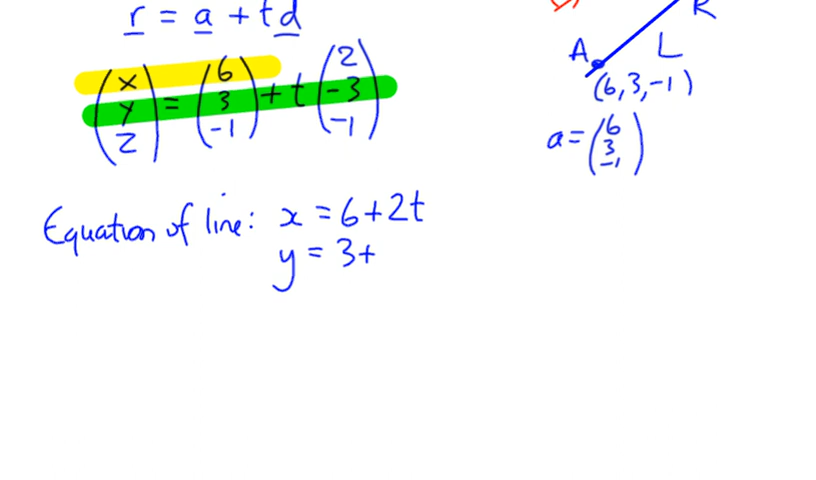 r = a + td
(x y z) = (6 3 -1) + t (2 -3 -1)
Equation of line: x = 6+2t
y = 3+
R
A
L
(6,3,-1)
a = (6 3 -1)